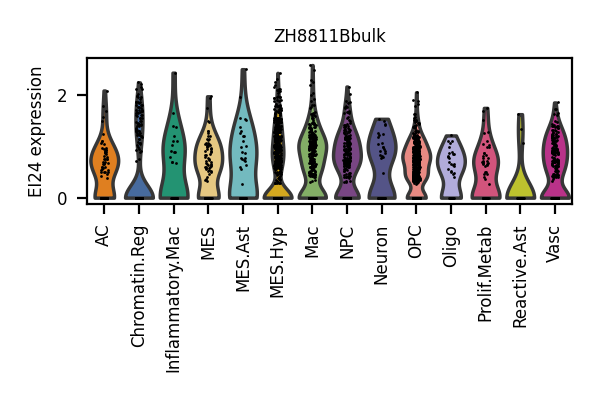 ZH8811Bbulk
EI24 expression
2
0
AC
Chromatin.Reg
Inflammatory.Mac
MES
MES.Ast
MES.Hyp
Mac
NPC
Neuron
OPC
Oligo
Prolif.Metab
Reactive.Ast
Vasc